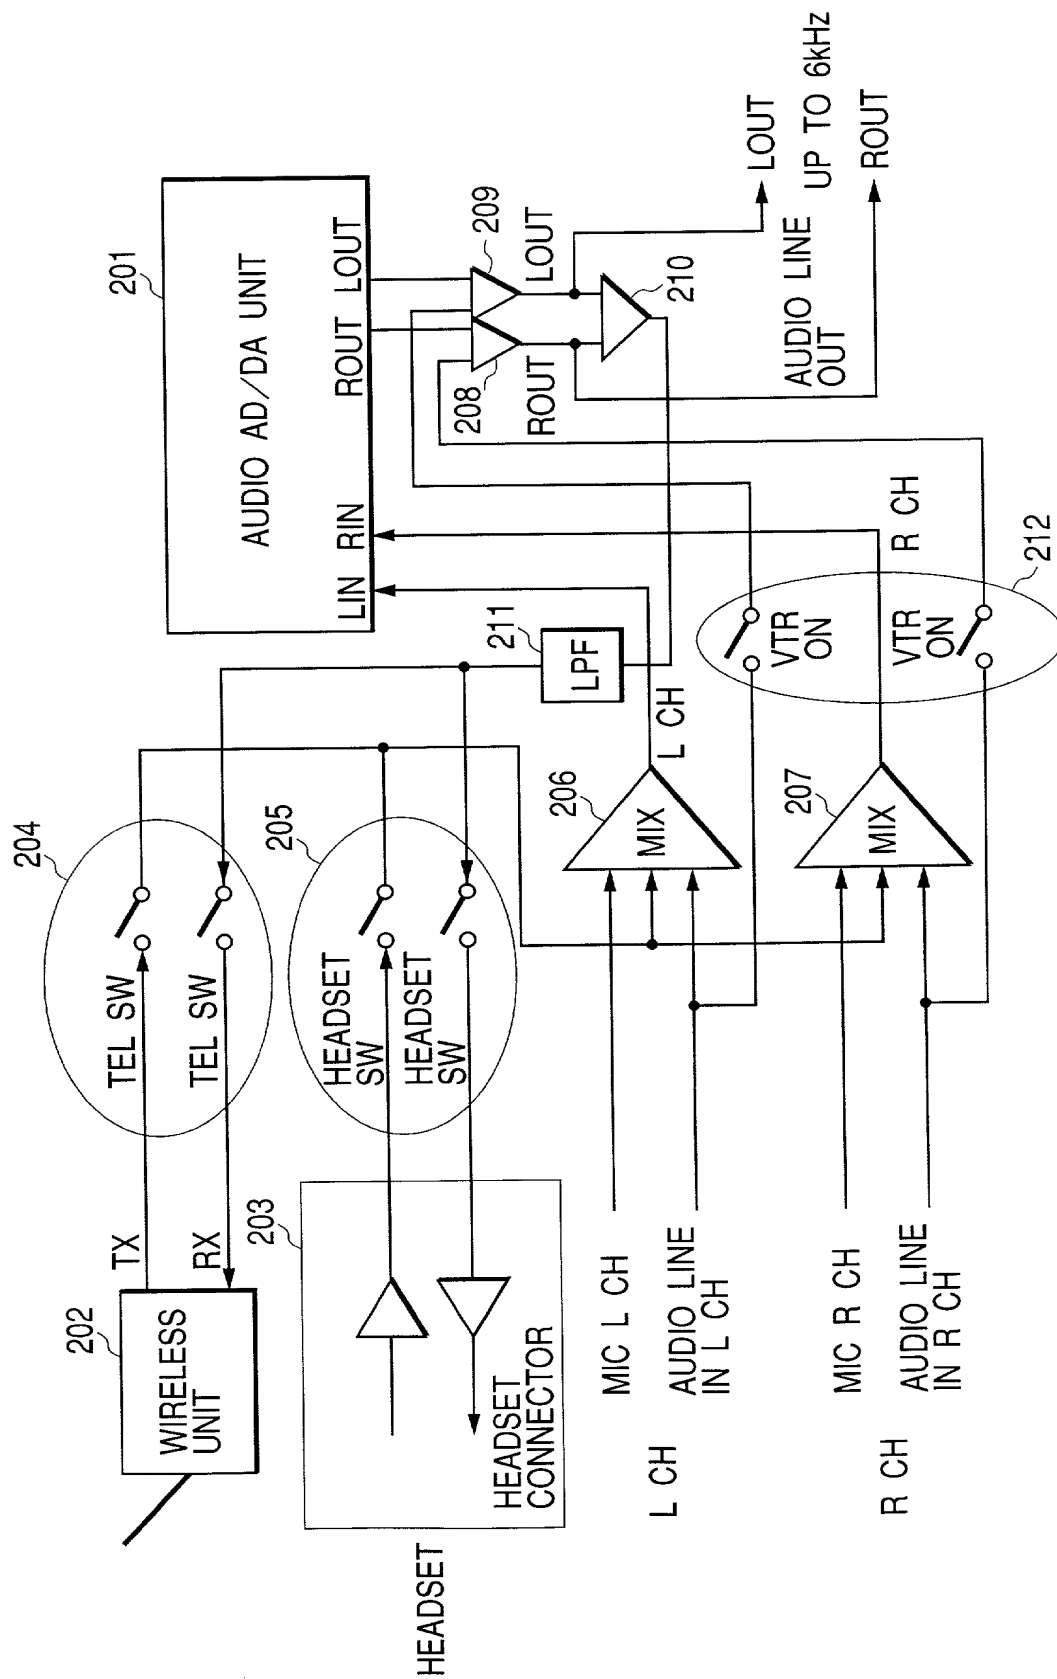 204
202
TX
TEL SW
WIRELESS
UNIT
RX
TEL SW
205
203
HEADSET
SW
HEADSET
SW
HEADSET
HEADSET
CONNECTOR
201
AUDIO AD/DA UNIT
LIN
RIN
ROUT
LOUT
211
LPF
208
209
ROUT
LOUT
210
L CH
MIC L CH
AUDIO LINE
IN L CH
206
MIX
L CH
VTR
ON
AUDIO LINE
OUT
LOUT
UP TO 6kHz
ROUT
R CH
MIC R CH
AUDIO LINE
IN R CH
207
MIX
R CH
VTR
ON
212